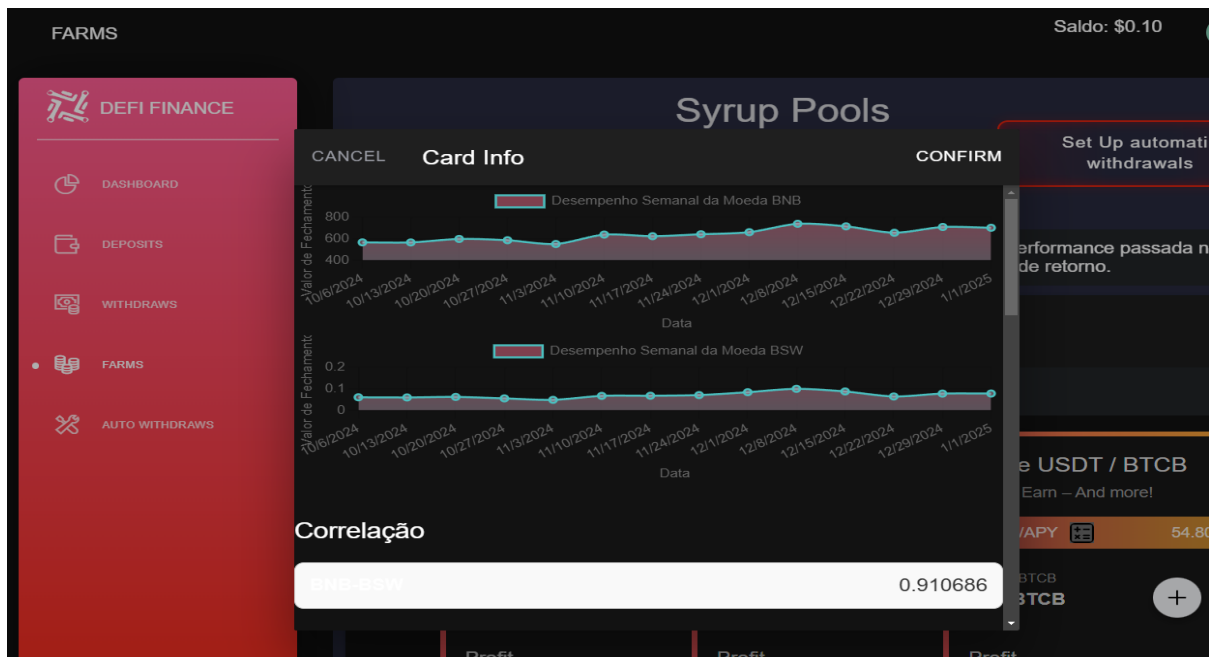 FARMS
Saldo: $0.10
DEFI FINANCE
DASHBOARD
DEPOSITS
WITHDRAWS
FARMS
AUTO WITHDRAWS
Syrup Pools
Set Up automati
withdrawals
CANCEL
Card Info
CONFIRM
Desempenho Semanal da Moeda BNB
Valor de Fechamento
800
600
400
10/6/2024 10/13/2024 10/20/2024 10/27/2024 11/3/2024 11/10/2024 11/17/2024 11/24/2024 12/1/2024 12/8/2024 12/15/2024 12/22/2024 12/29/2024 1/1/2025
Data
Desempenho Semanal da Moeda BSW
Valor de Fechamento
0.2
0.1
0
10/6/2024 10/13/2024 10/20/2024 10/27/2024 11/3/2024 11/10/2024 11/17/2024 11/24/2024 12/1/2024 12/8/2024 12/15/2024 12/22/2024 12/29/2024 1/1/2025
Data
Correlação
BNB-BSW 0.910686
erformance passada n
de retorno.
e USDT / BTCB
Earn – And more!
/APY 54.80
BTCB
BTCB
Profit Profit Profit